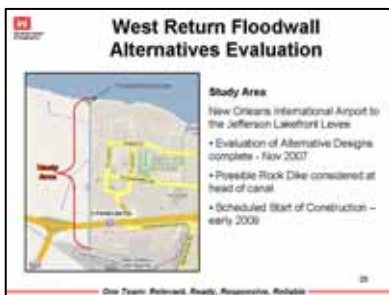 West Return Floodwall
Alternatives Evaluation
Study Area
New Orleans International Airport to
the Jefferson Lakefront Levee
• Evaluation of Alternative Designs
complete - Nov 2007
• Possible Rock Dike considered at
head of canal
• Scheduled Start of Construction –
early 2009
Study
Area
One Team: Relevant, Ready, Responsive, Reliable